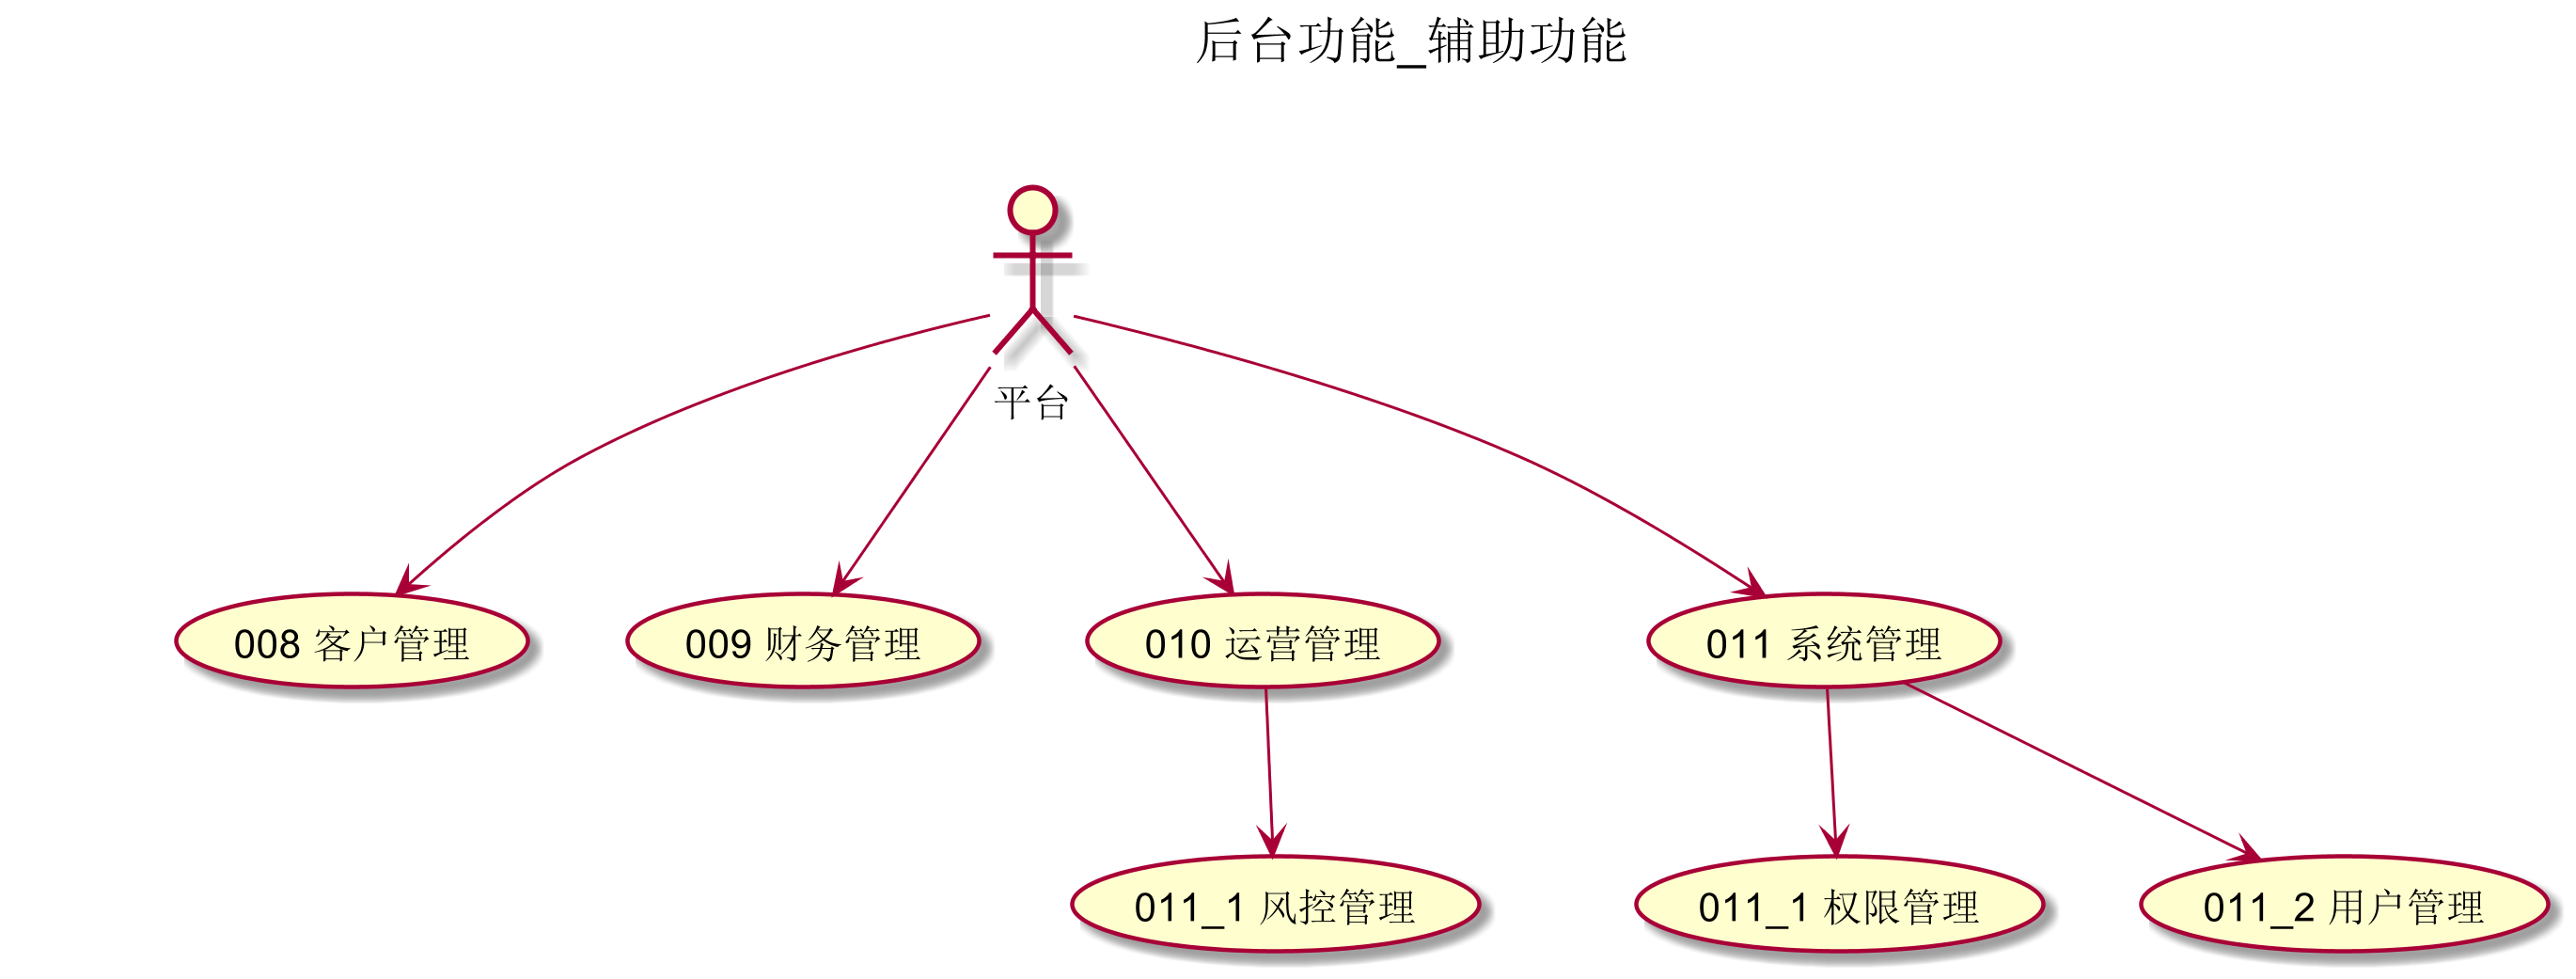 后台功能_辅助功能
平台
008 客户管理
009 财务管理
010 运营管理
011 系统管理
011_1 风控管理
011_1 权限管理
011_2 用户管理